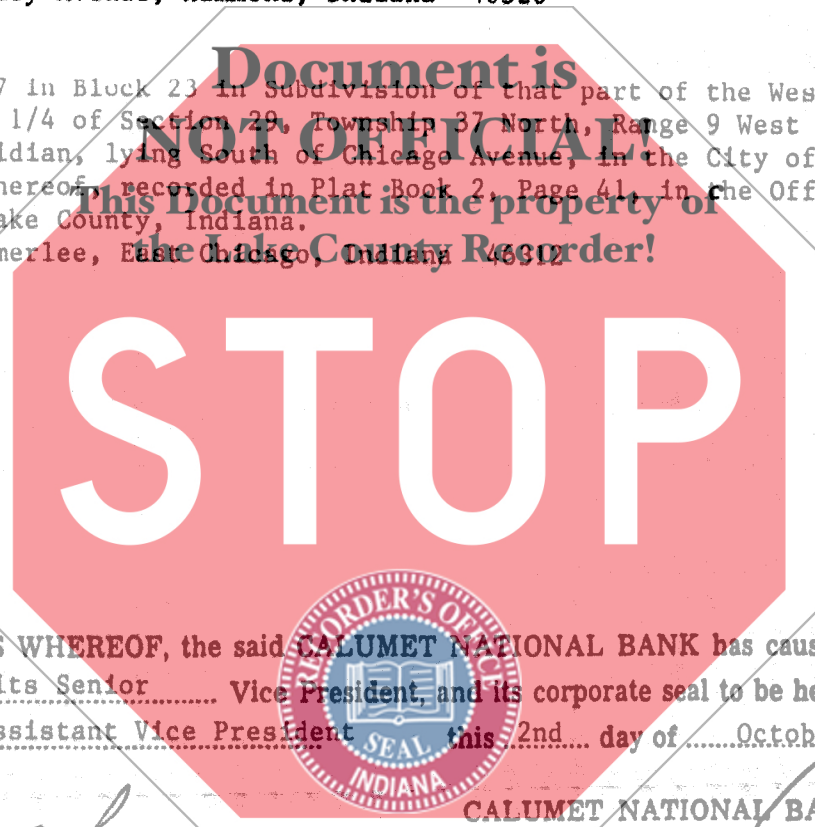 Document is
7 in Block 23 in Subdivision of that part of the Wes
1/4 of Section 29, Township 37 North, Range 9 West
NOT OFFICIAL!
idian, lying South of Chicago Avenue, in the City of
hereof, recorded in Plat Book 2, Page 41, in the Off
This Document is the property of
ake County, Indiana.
the Lake County Recorder!
merlee, East Chicago, Indiana 46312
STOP
RECORDER'S OFFICE
S WHEREOF, the said CALUMET NATIONAL BANK has caus
its Senior Vice President, and its corporate seal to be he
ssistant Vice President this 2nd day of Octob
SEAL
INDIANA
CALUMET NATIONAL BA